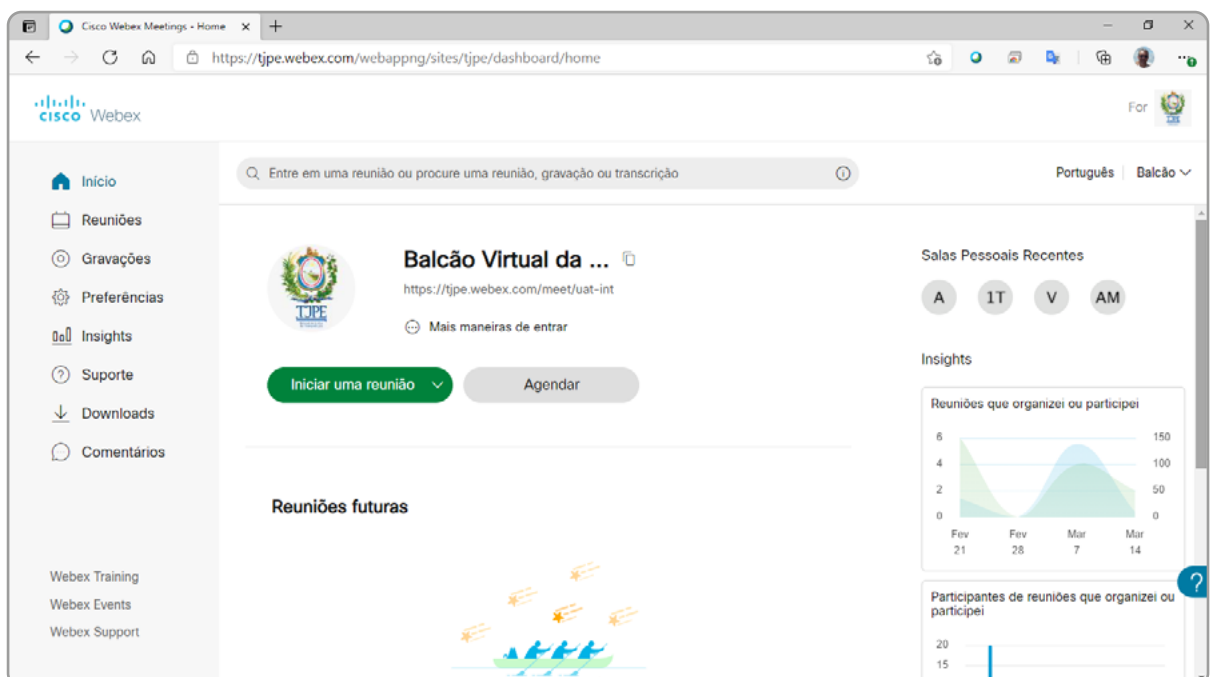 Cisco Webex Meetings - Home
https://tjpe.webex.com/webappng/sites/tjpe/dashboard/home
cisco Webex
For
Início
Reuniões
Gravações
Preferências
Insights
Suporte
Downloads
Comentários
Webex Training
Webex Events
Webex Support
Entre em uma reunião ou procure uma reunião, gravação ou transcrição
Português
Balcão
TJPE
Balcão Virtual da ...
https://tjpe.webex.com/meet/uat-int
Mais maneiras de entrar
Iniciar uma reunião
Agendar
Reuniões futuras
Salas Pessoais Recentes
A 1T V AM
Insights
Reuniões que organizei ou participei
6 150
4 100
2 50
0 0
Fev Fev Mar Mar
21 28 7 14
?
Participantes de reuniões que organizei ou
participei
20
15